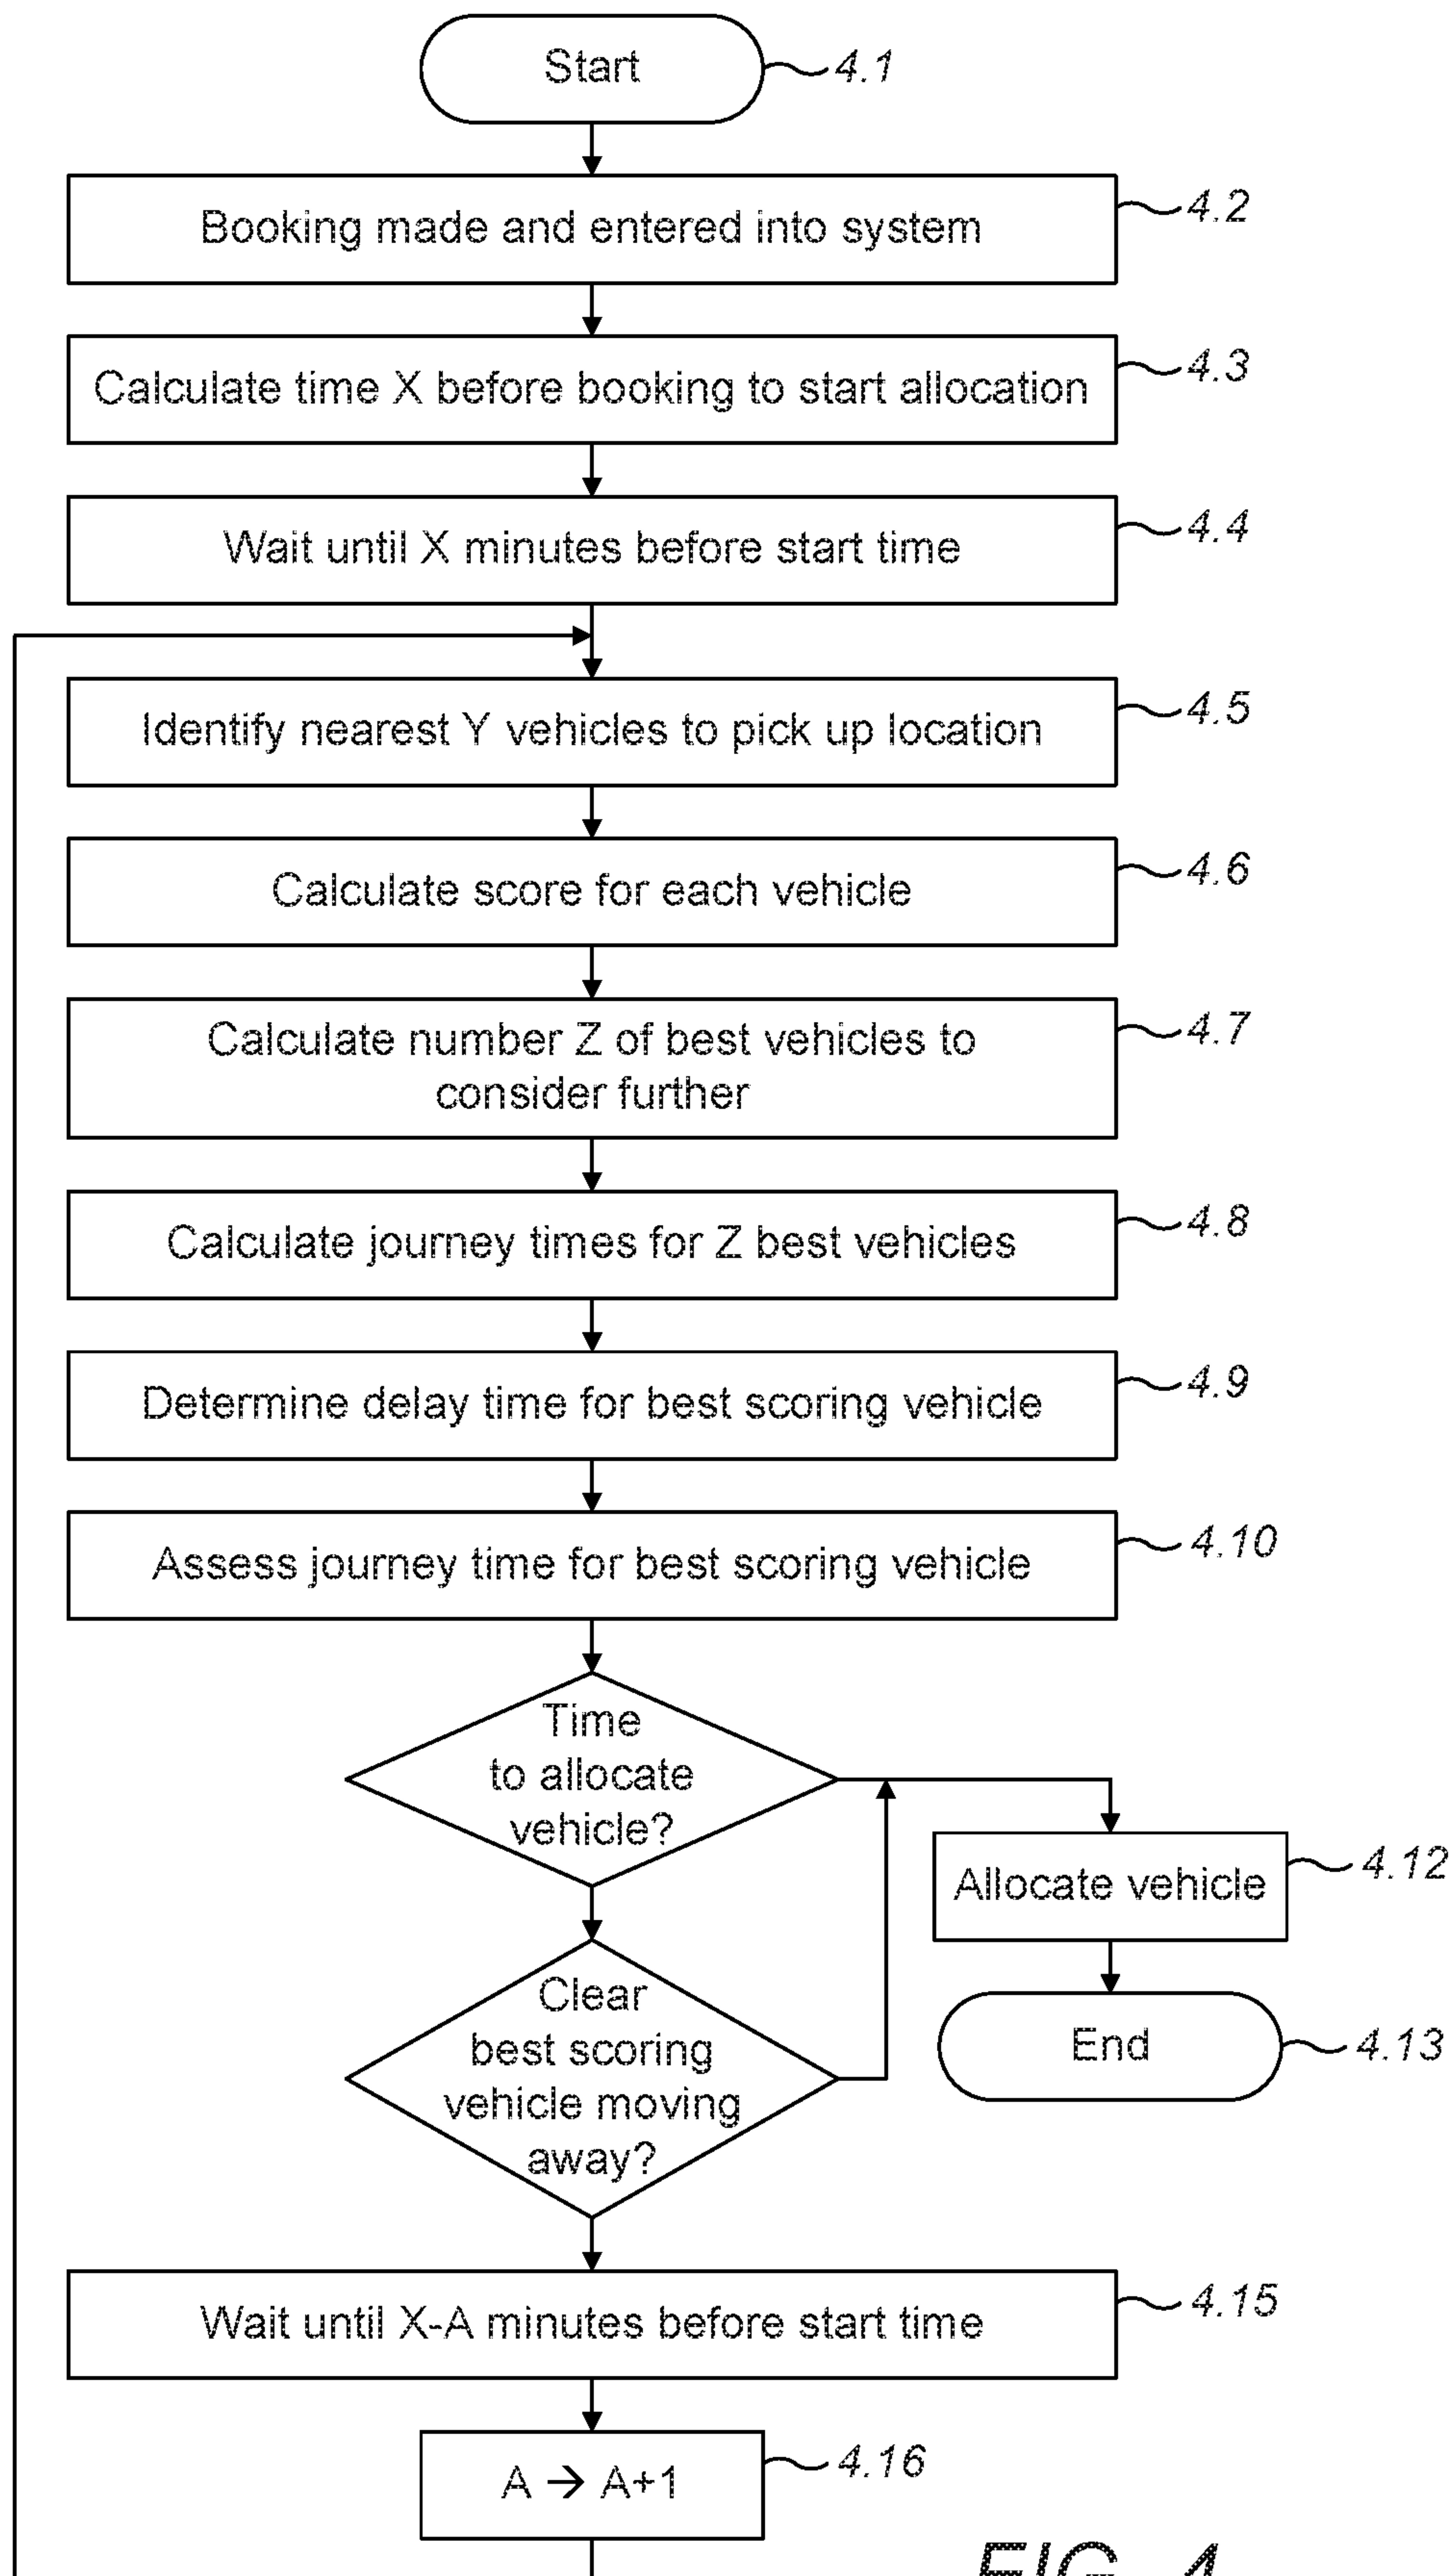 Start
4.1
Booking made and entered into system
4.2
Calculate time X before booking to start allocation
4.3
Wait until X minutes before start time
4.4
Identify nearest Y vehicles to pick up location
4.5
Calculate score for each vehicle
4.6
Calculate number Z of best vehicles to
consider further
4.7
Calculate journey times for Z best vehicles
4.8
Determine delay time for best scoring vehicle
4.9
Assess journey time for best scoring vehicle
4.10
Time
to allocate
vehicle?
Allocate vehicle
4.12
Clear
best scoring
vehicle moving
away?
End
4.13
Wait until X-A minutes before start time
4.15
A → A+1
4.16
FIG. 4